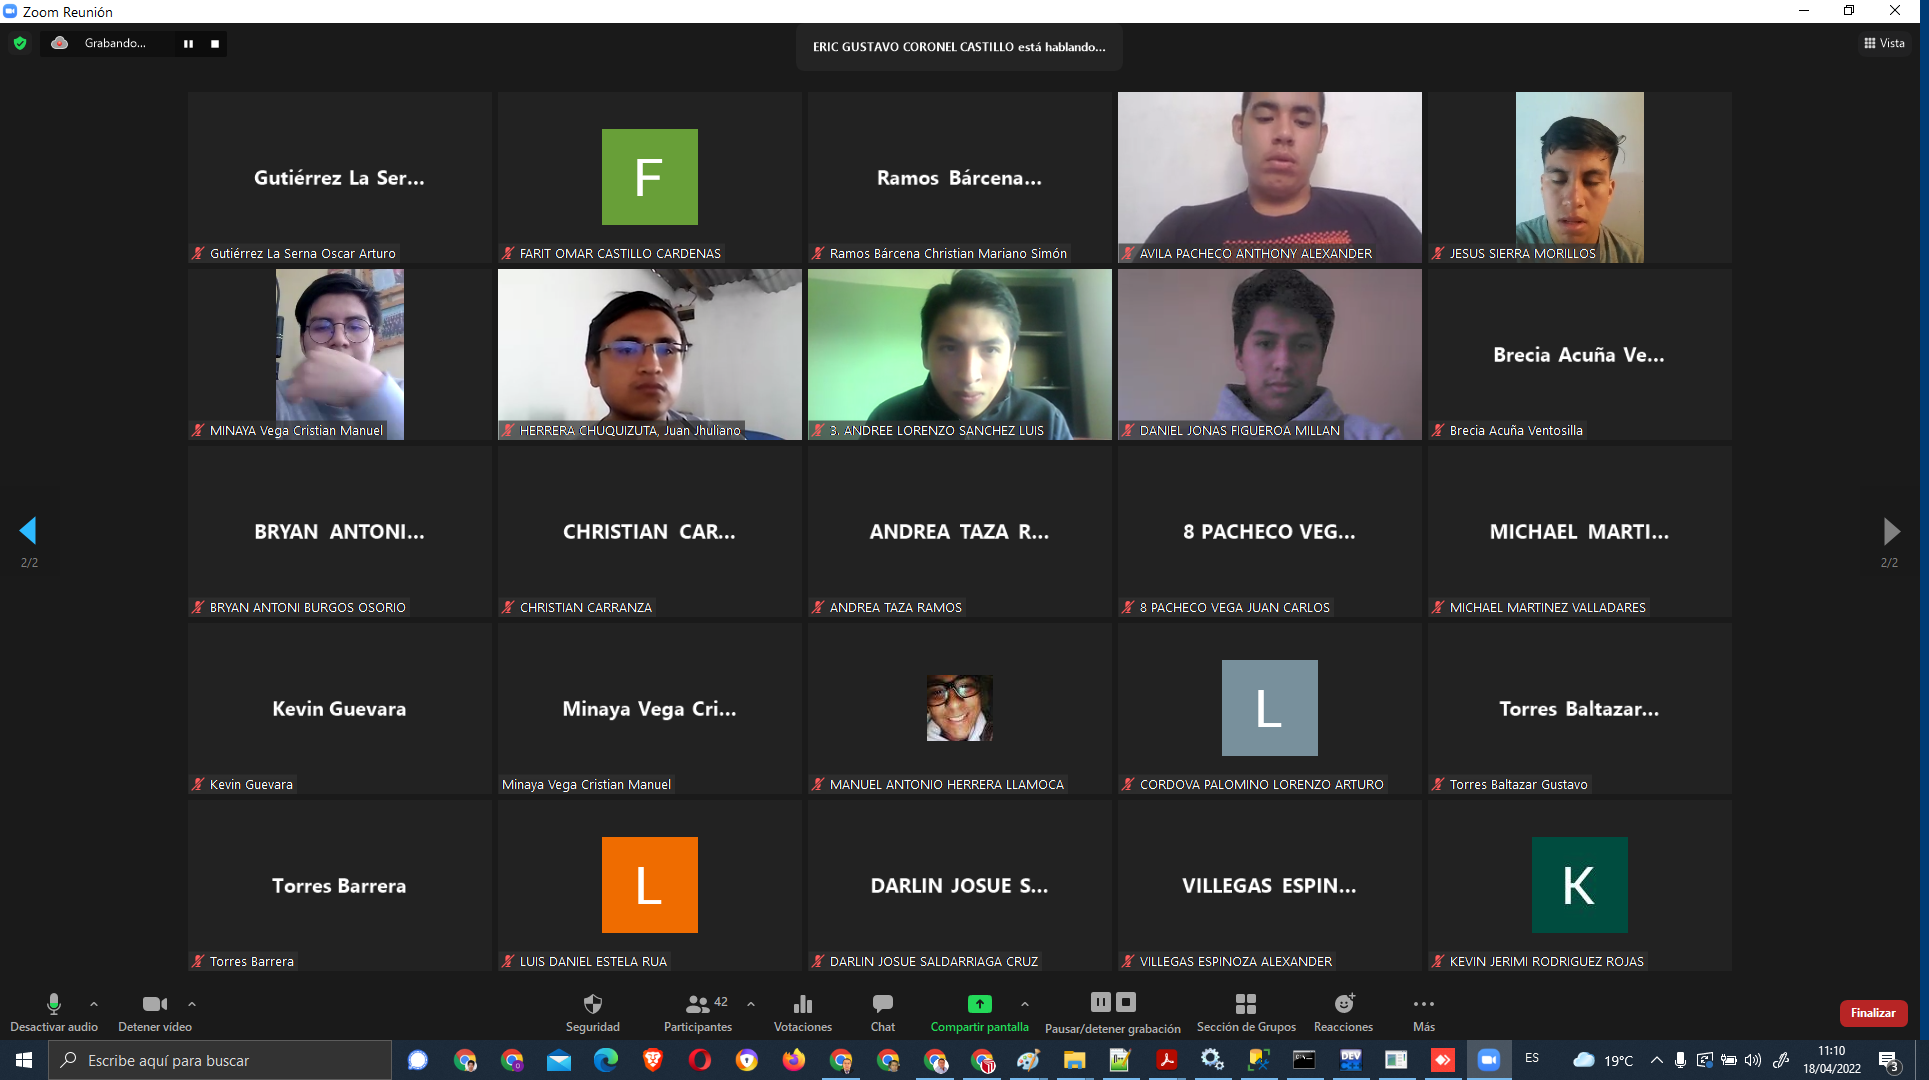 Zoom Reunión
Grabando...
ERIC GUSTAVO CORONEL CASTILLO está hablando...
Vista
Gutiérrez La Ser...
F
Ramos Bárcena...
Gutiérrez La Serna Oscar Arturo
FARIT OMAR CASTILLO CARDENAS
Ramos Bárcena Christian Mariano Simón
AVILA PACHECO ANTHONY ALEXANDER
JESUS SIERRA MORILLOS
Brecia Acuña Ve...
MINAYA Vega Cristian Manuel
HERRERA CHUQUIZUTA, Juan Jhuliano
3. ANDREE LORENZO SANCHEZ LUIS
DANIEL JONAS FIGUEROA MILLAN
Brecia Acuña Ventosilla
BRYAN ANTONI...
CHRISTIAN CAR...
ANDREA TAZA R...
8 PACHECO VEG...
MICHAEL MARTI...
2/2
2/2
BRYAN ANTONI BURGOS OSORIO
CHRISTIAN CARRANZA
ANDREA TAZA RAMOS
8 PACHECO VEGA JUAN CARLOS
MICHAEL MARTINEZ VALLADARES
Kevin Guevara
Minaya Vega Cri...
L
Torres Baltazar...
Kevin Guevara
Minaya Vega Cristian Manuel
MANUEL ANTONIO HERRERA LLAMOCA
CORDOVA PALOMINO LORENZO ARTURO
Torres Baltazar Gustavo
Torres Barrera
L
DARLIN JOSUE S...
VILLEGAS ESPIN...
K
Torres Barrera
LUIS DANIEL ESTELA RUA
DARLIN JOSUE SALDARRIAGA CRUZ
VILLEGAS ESPINOZA ALEXANDER
KEVIN JERIMI RODRIGUEZ ROJAS
42
Desactivar audio
Detener vídeo
Seguridad
Participantes
Votaciones
Chat
Compartir pantalla
Pausar/detener grabación
Sección de Grupos
Reacciones
Más
Finalizar
Escribe aquí para buscar
DEV
ES
19°C
11:10
18/04/2022
3